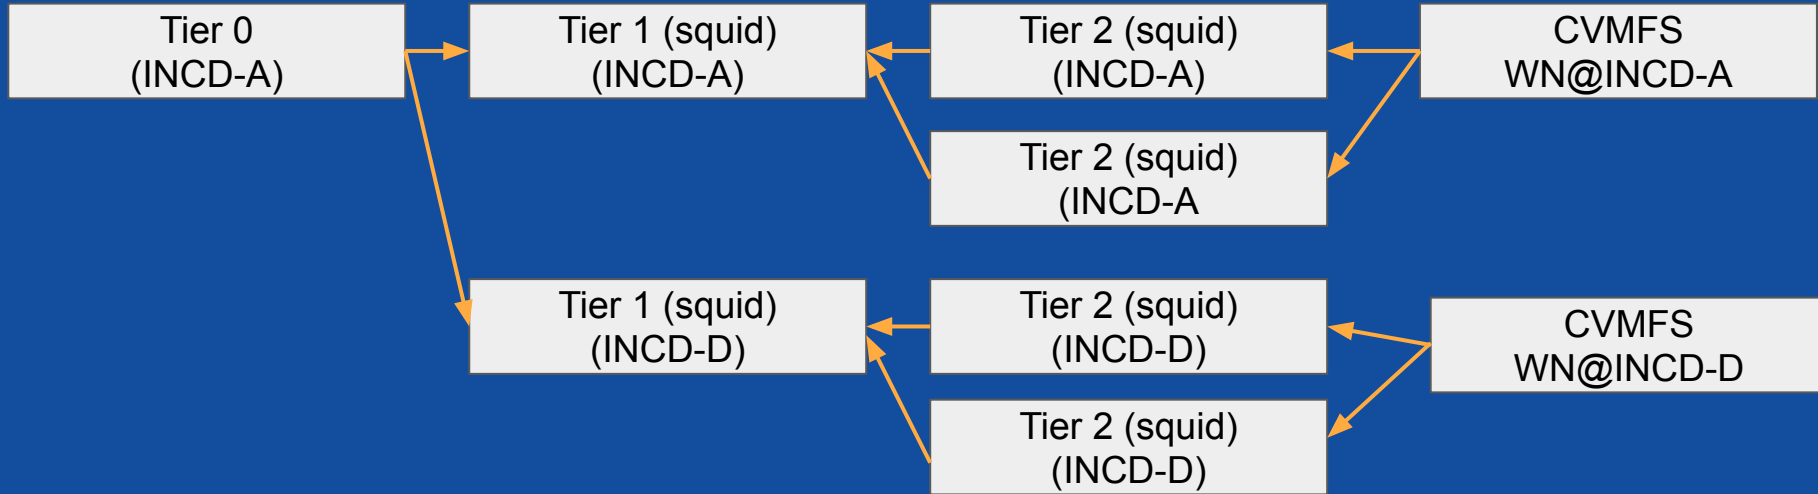 Tier 0
(INCD-A)
Tier 1 (squid)
(INCD-A)
Tier 2 (squid)
(INCD-A)
CVMFS
WN@INCD-A
Tier 2 (squid)
(INCD-A
Tier 1 (squid)
(INCD-D)
Tier 2 (squid)
(INCD-D)
CVMFS
WN@INCD-D
Tier 2 (squid)
(INCD-D)